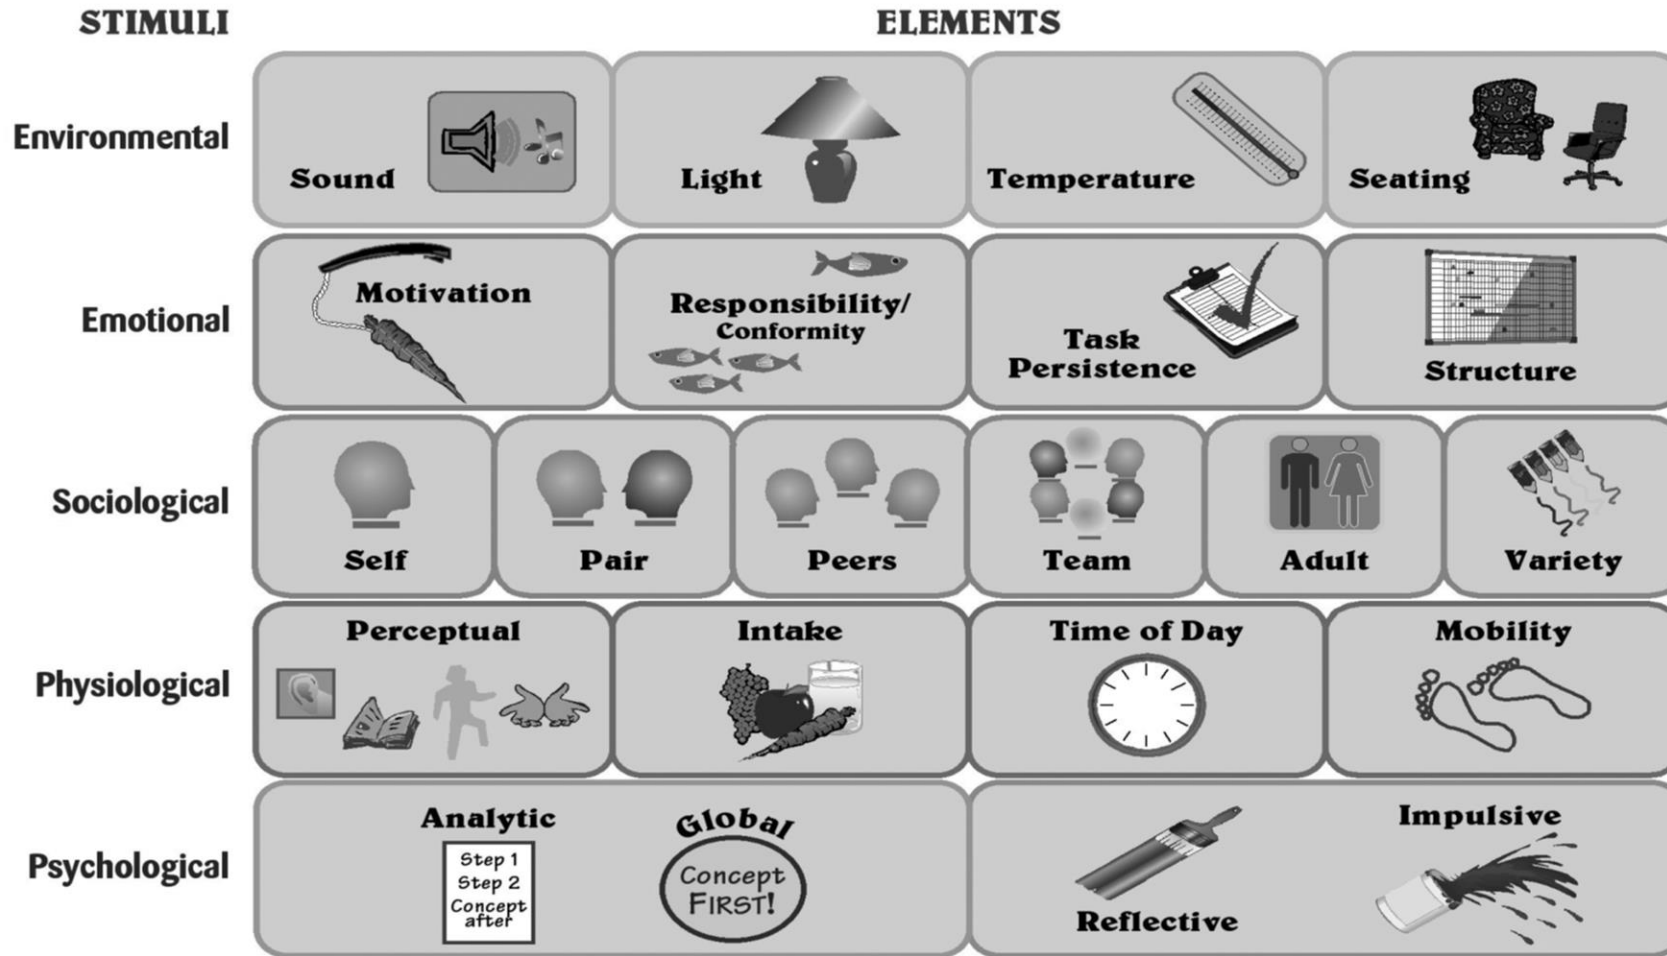 STIMULI ELEMENTS
Environmental
Sound
Light
Temperature
Seating
Emotional
Motivation
Responsibility/
Conformity
Task
Persistence
Structure
Sociological
Self
Pair
Peers
Team
Adult
Variety
Physiological
Perceptual
Intake
Time of Day
Mobility
Psychological
Analytic
Step 1
Step 2
Concept
after
Global
Concept
FIRST!
Reflective
Impulsive